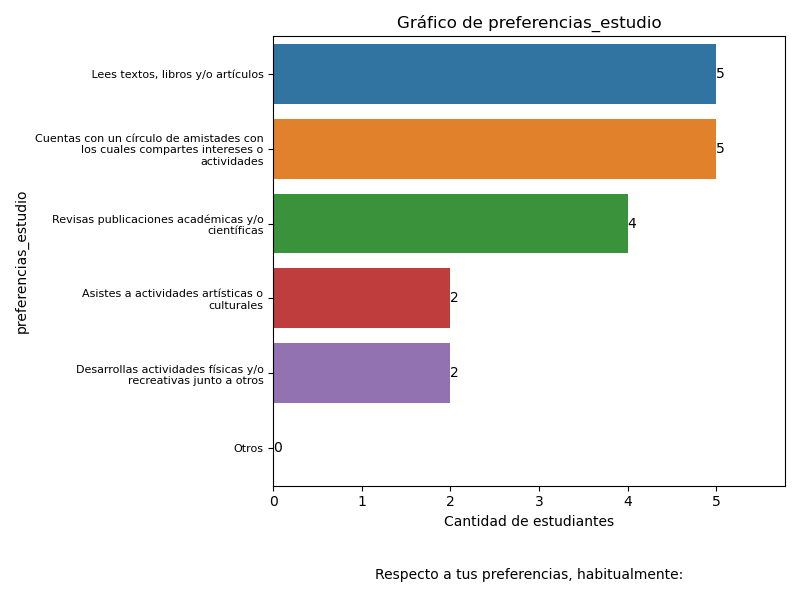 Gráfico de preferencias_estudio
preferencias_estudio
Lees textos, libros y/o artículos
5
Cuentas con un círculo de amistades con
los cuales compartes intereses o
actividades
5
Revisas publicaciones académicas y/o
científicas
4
Asistes a actividades artísticas o
culturales
2
Desarrollas actividades físicas y/o
recreativas junto a otros
2
Otros
0
0 1 2 3 4 5
Cantidad de estudiantes
Respecto a tus preferencias, habitualmente: